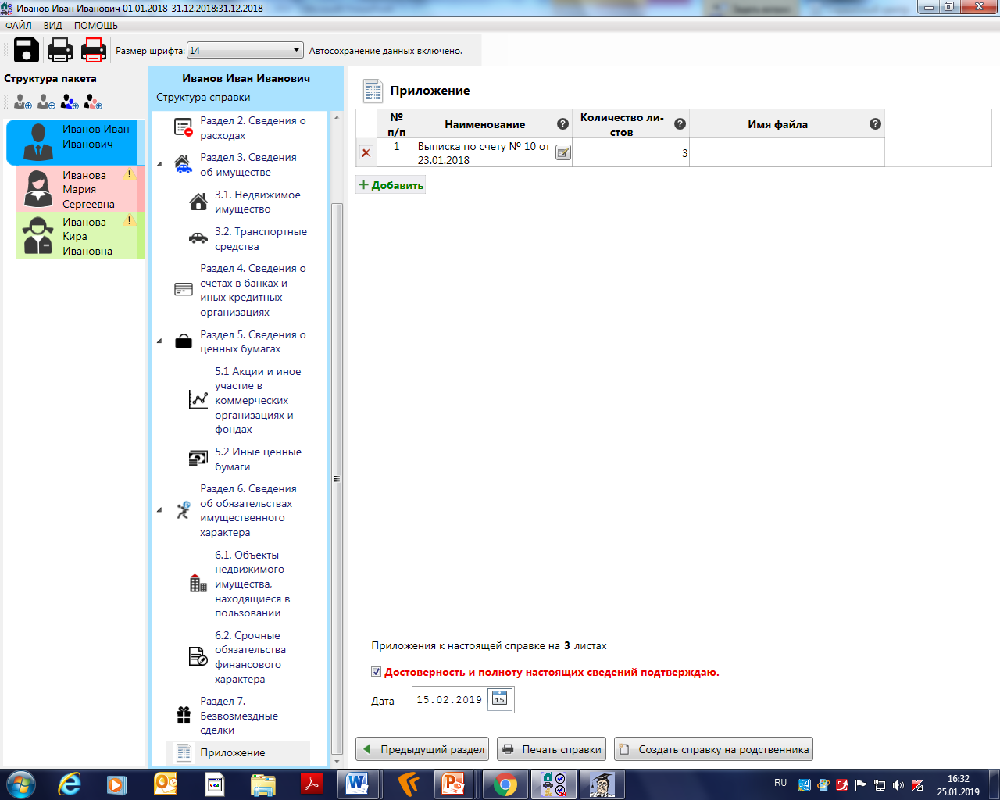 Иванов Иван Иванович 01.01.2018-31.12.2018:31.12.2018
ФАЙЛ ВИД ПОМОЩЬ
Размер шрифта: 14 Автосохранение данных включено.
Структура пакета
Иванов Иван
Иванович
Иванова
Мария
Сергеевна
Иванова
Кира
Ивановна
Иванов Иван Иванович
Структура справки
Раздел 2. Сведения о
расходах
Раздел 3. Сведения
об имуществе
3.1. Недвижимое
имущество
3.2. Транспортные
средства
Раздел 4. Сведения о
счетах в банках и
иных кредитных
организациях
Раздел 5. Сведения о
ценных бумагах
5.1 Акции и иное
участие в
коммерческих
организациях и
фондах
5.2 Иные ценные
бумаги
Раздел 6. Сведения
об обязательствах
имущественного
характера
6.1. Объекты
недвижимого
имущества,
находящиеся в
пользовании
6.2. Срочные
обязательства
финансового
характера
Раздел 7.
Безвозмездные
сделки
Приложение
Приложение
№
п/п
Наименование
Количество ли-
стов
Имя файла
1
Выписка по счету № 10 от
23.01.2018
3
+ Добавить
Приложения к настоящей справке на 3 листах
Достоверность и полноту настоящих сведений подтверждаю.
Дата 15.02.2019 15
Предыдущий раздел Печать справки Создать справку на родственника
RU
16:32
25.01.2019